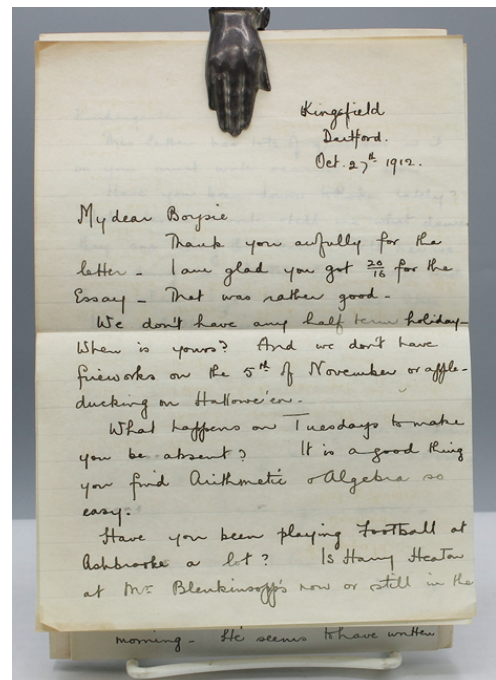 Kingsfield
Dartford.
Oct. 27th 1912.
My dear Boysie
Thank you awfully for the
letter - I am glad you got 20/16 for the
Essay - That was rather good -
We don't have any half term holiday -
When is yours? And we don't have
fireworks on the 5th of November or apple-
ducking on Hallowe'en.
What happens on Tuesdays to make
you be absent? It is a good thing
you find Arithmetic & Algebra so
easy.
Have you been playing Football at
Ashbrooke a lot? Is Harry Heaton
at Mr Blenkinsopp's now or still in the
morning - He seems to have written